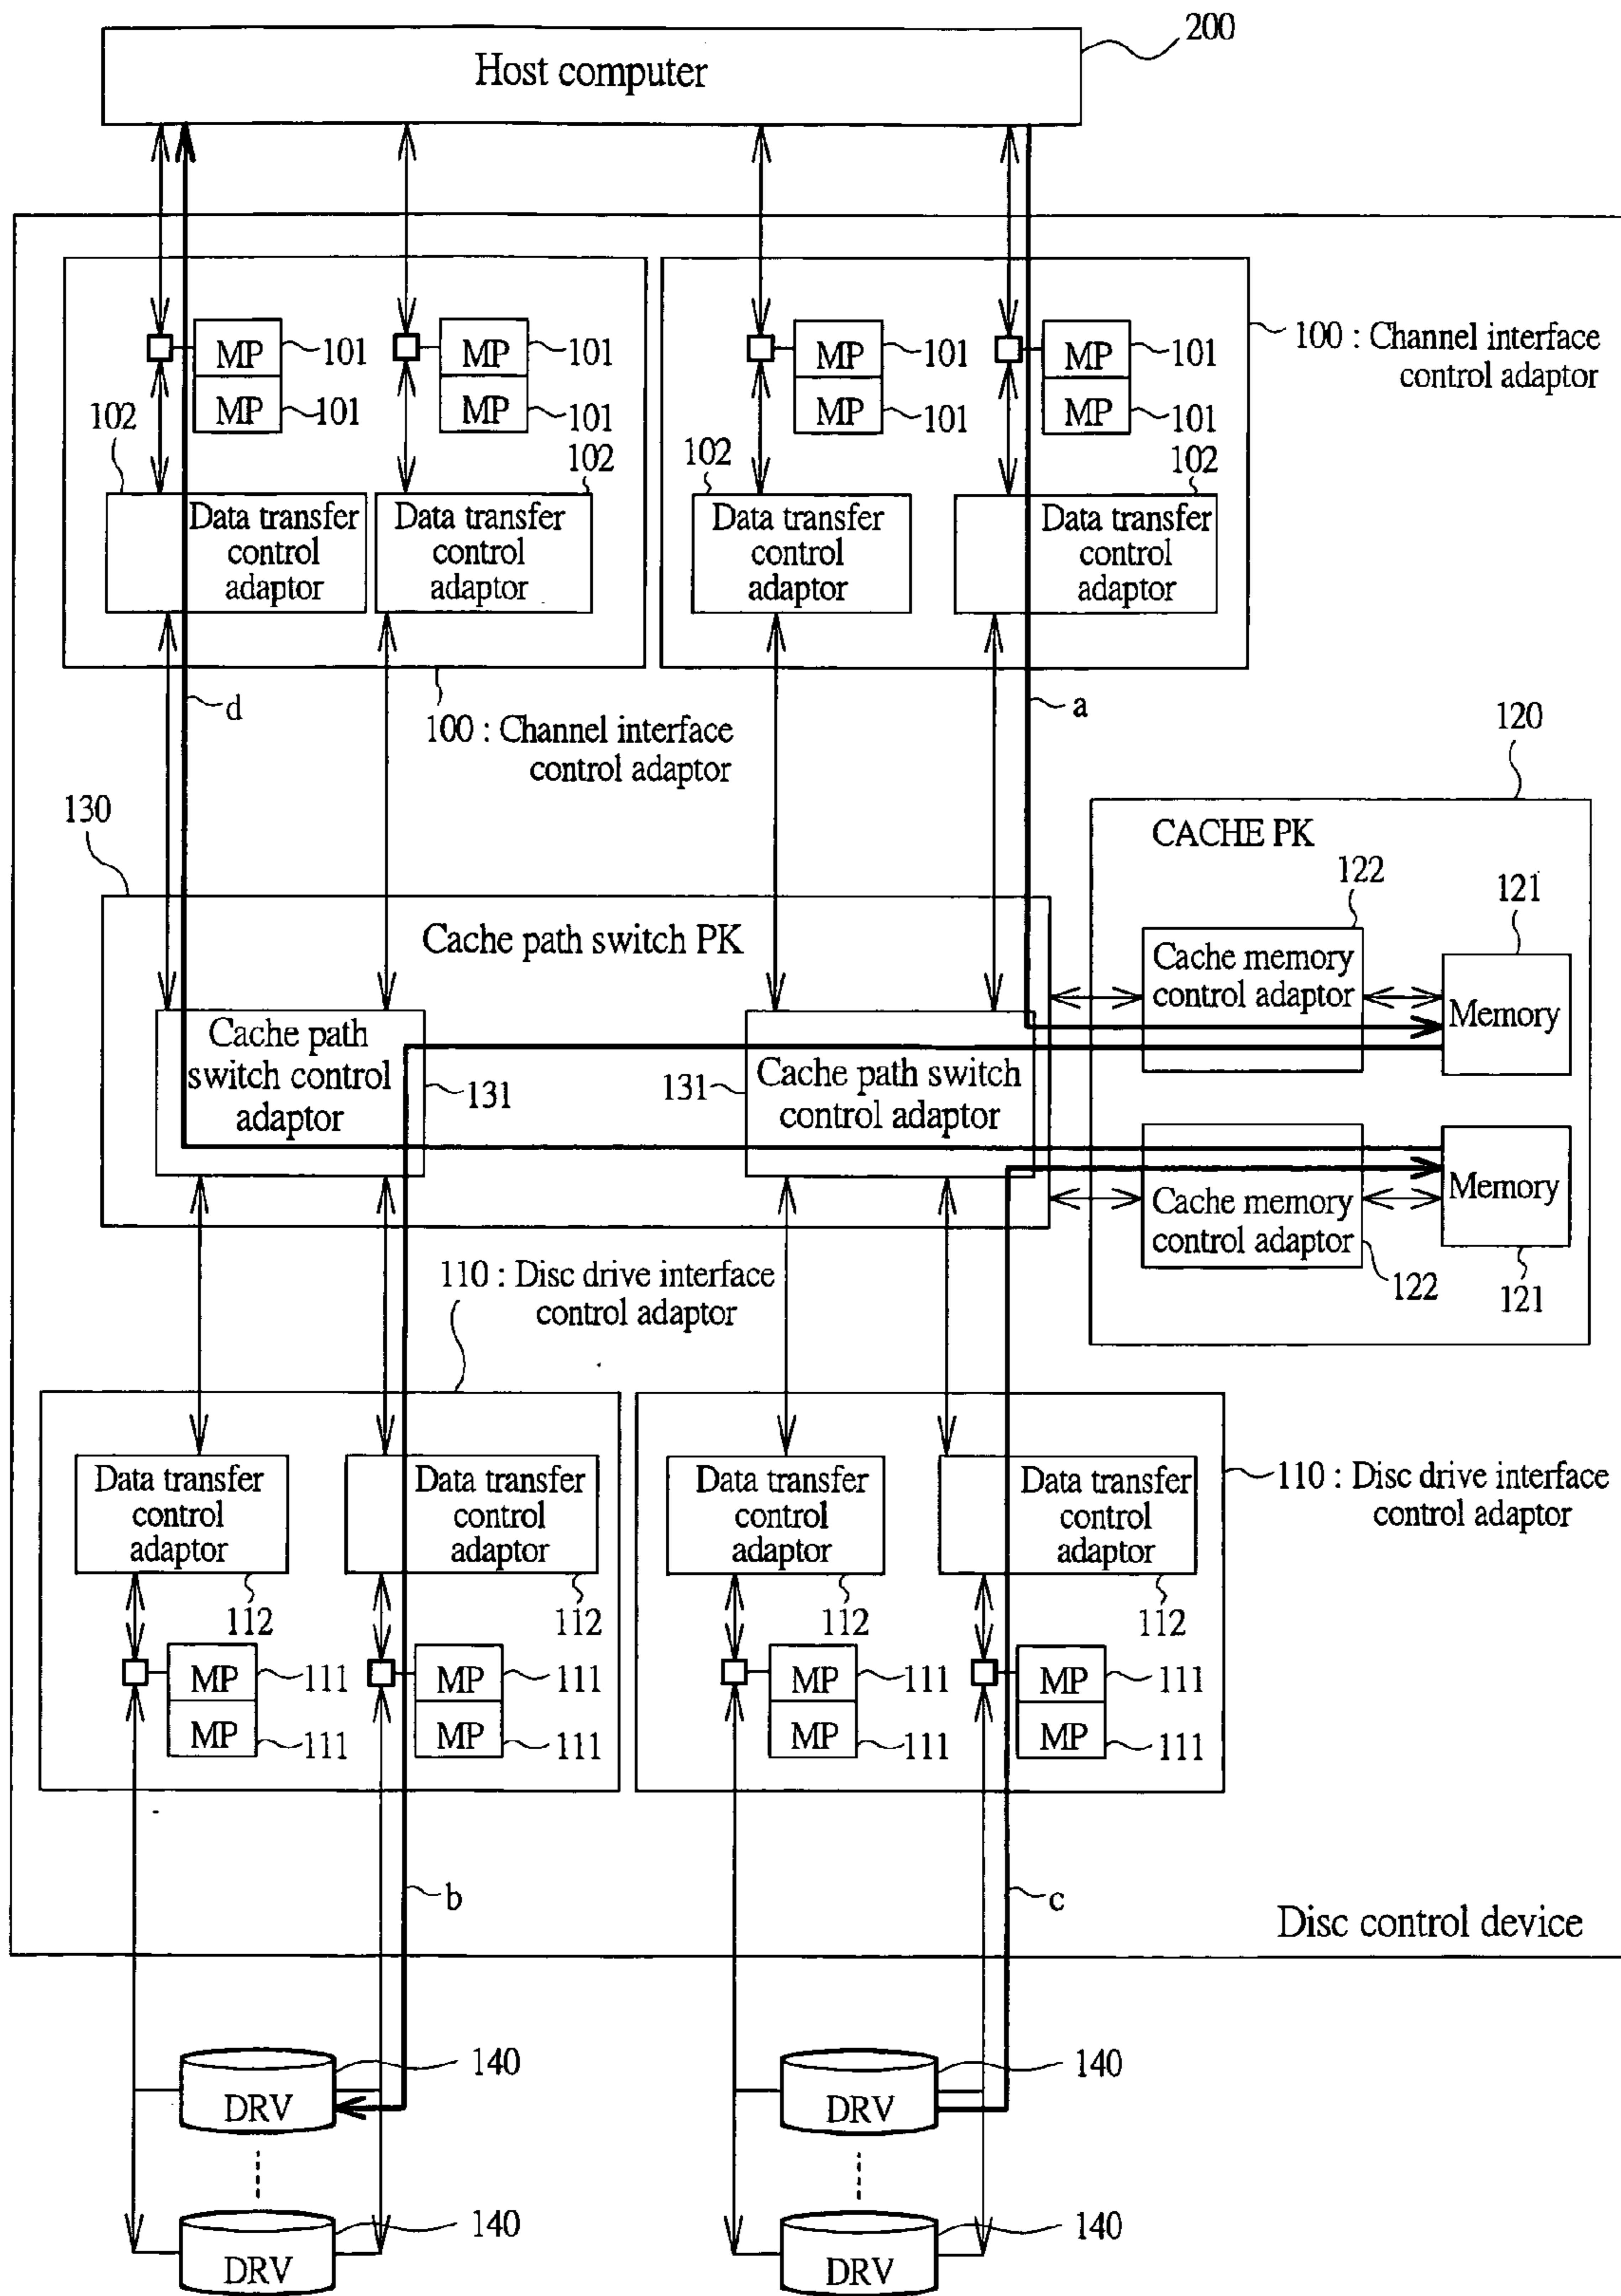 200
Host computer
MP 101 MP 101 MP 101 MP 101
MP 101 MP 101 MP 101 MP 101
100 : Channel interface
control adaptor
102 102 102 102
Data transfer
control
adaptor
Data transfer
control
adaptor
Data transfer
control
adaptor
Data transfer
control
adaptor
d
100 : Channel interface
control adaptor
a
120
130
CACHE PK
Cache path switch PK
122
121
Cache memory
control adaptor
Memory
Cache path
switch control
adaptor
131
131
Cache path switch
control adaptor
Cache memory
control adaptor
Memory
122
121
110 : Disc drive interface
control adaptor
Data transfer
control
adaptor
Data transfer
control
adaptor
Data transfer
control
adaptor
Data transfer
control
adaptor
110 : Disc drive interface
control adaptor
112 112 112 112
MP 111 MP 111 MP 111 MP 111
MP 111 MP 111 MP 111 MP 111
b
c
Disc control device
DRV 140 DRV 140
DRV 140 DRV 140